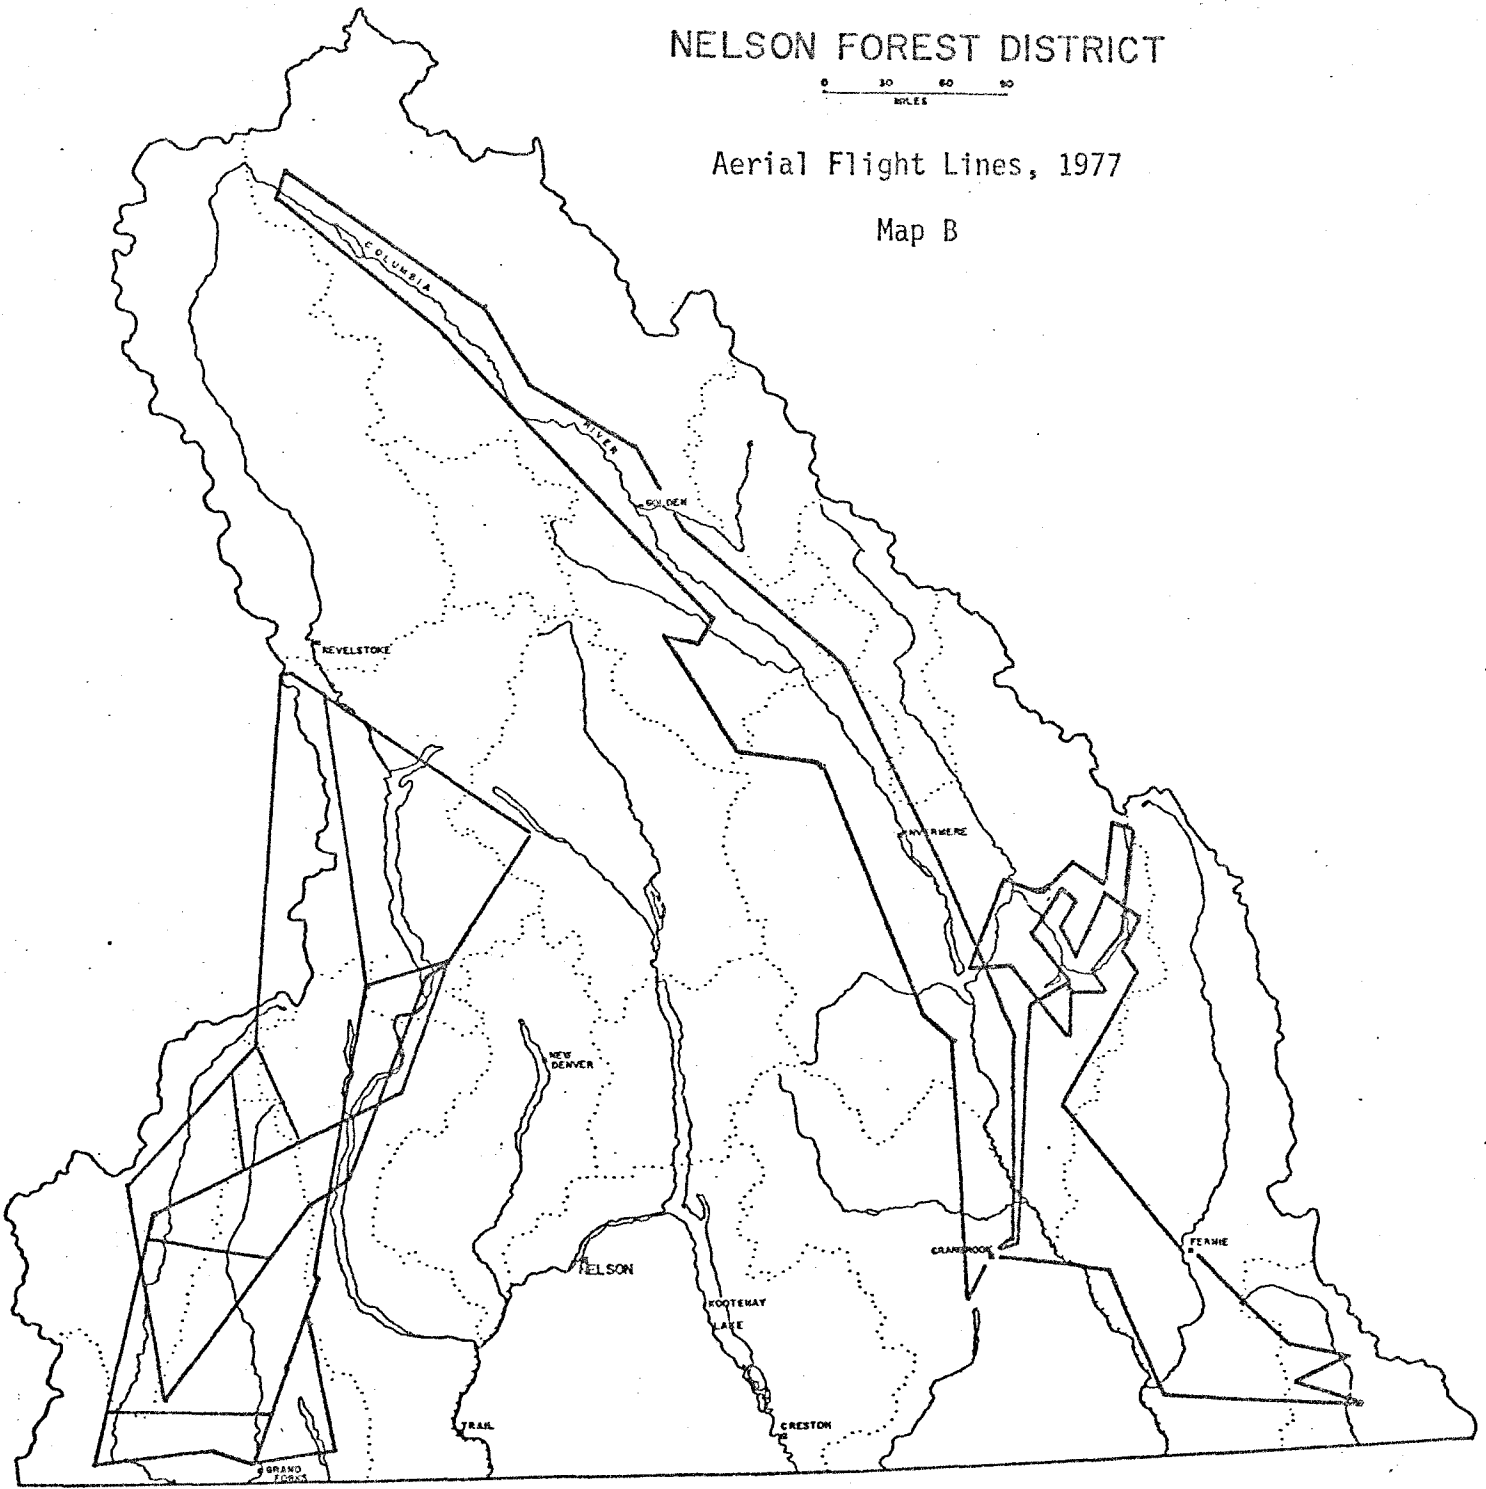 NELSON FOREST DISTRICT
0 30 60 90
MILES
Aerial Flight Lines, 1977
Map B
COLUMBIA
RIVER
GOLDEN
REVELSTOKE
INVERMERE
NEW
DENVER
CRANBROOK
FERNIE
NELSON
KOOTENAY
LAKE
TRAIL
CRESTON
GRAND
FORKS